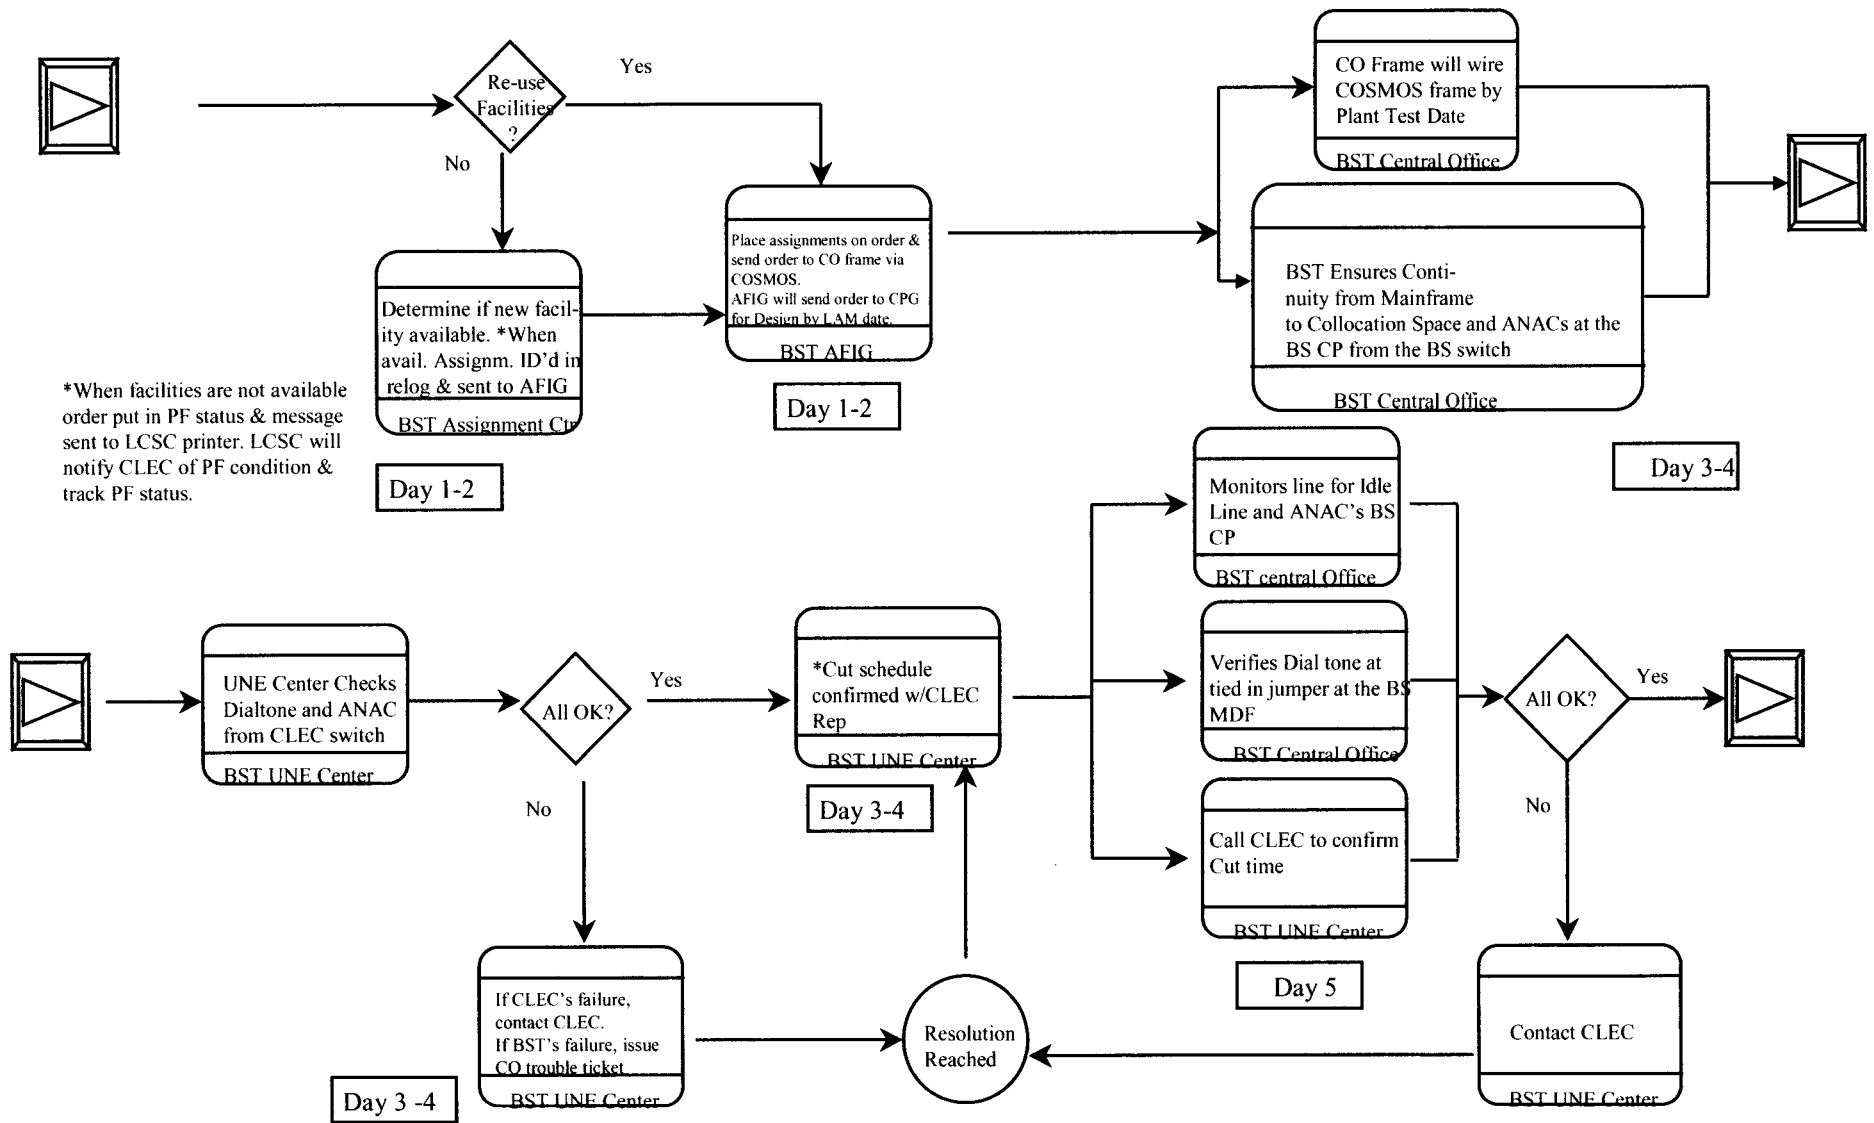 Re-use
Facilities
?
Yes
No
Determine if new facil-
ity available. *When
avail. Assignm. ID'd in
relog & sent to AFIG
BST Assignment Ctr
Day 1-2
*When facilities are not available
order put in PF status & message
sent to LCSC printer. LCSC will
notify CLEC of PF condition &
track PF status.
Place assignments on order &
send order to CO frame via
COSMOS.
AFIG will send order to CPG
for Design by LAM date.
BST AFIG
Day 1-2
CO Frame will wire
COSMOS frame by
Plant Test Date
BST Central Office
BST Ensures Conti-
nuity from Mainframe
to Collocation Space and ANACs at the
BS CP from the BS switch
BST Central Office
Day 3-4
UNE Center Checks
Dialtone and ANAC
from CLEC switch
BST UNE Center
All OK?
Yes
No
*Cut schedule
confirmed w/CLEC
Rep
BST UNE Center
Day 3-4
Monitors line for Idle
Line and ANAC's BS
CP
BST central Office
Verifies Dial tone at
tied in jumper at the BS
MDF
BST Central Office
Call CLEC to confirm
Cut time
BST UNE Center
Day 5
All OK?
Yes
No
If CLEC's failure,
contact CLEC.
If BST's failure, issue
CO trouble ticket
BST UNE Center
Day 3 -4
Resolution
Reached
Contact CLEC
BST UNE Center